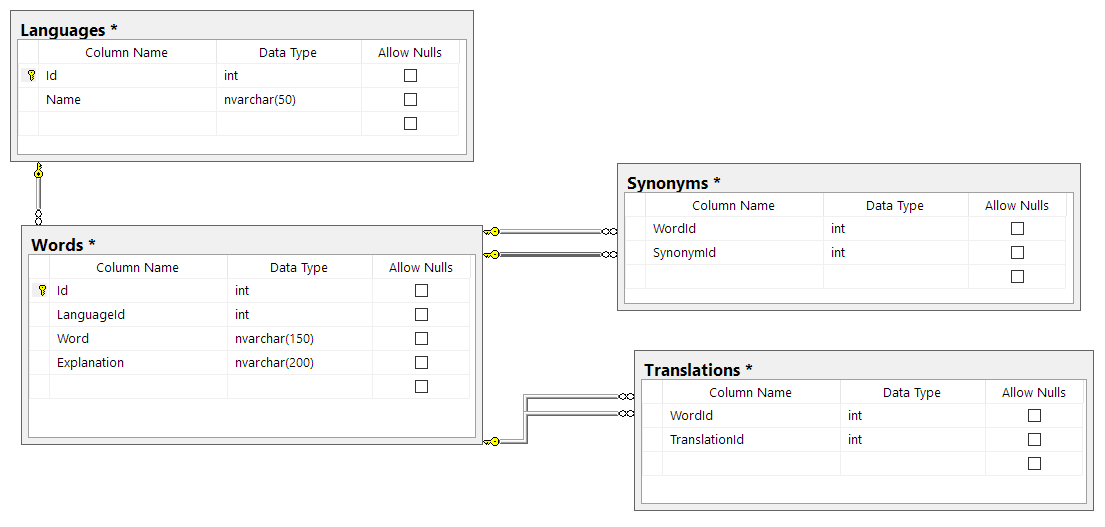 Languages *
Column Name Data Type Allow Nulls
Id int
Name nvarchar(50)
Words *
Column Name Data Type Allow Nulls
Id int
LanguageId int
Word nvarchar(150)
Explanation nvarchar(200)
Synonyms *
Column Name Data Type Allow Nulls
WordId int
SynonymId int
Translations *
Column Name Data Type Allow Nulls
WordId int
TranslationId int